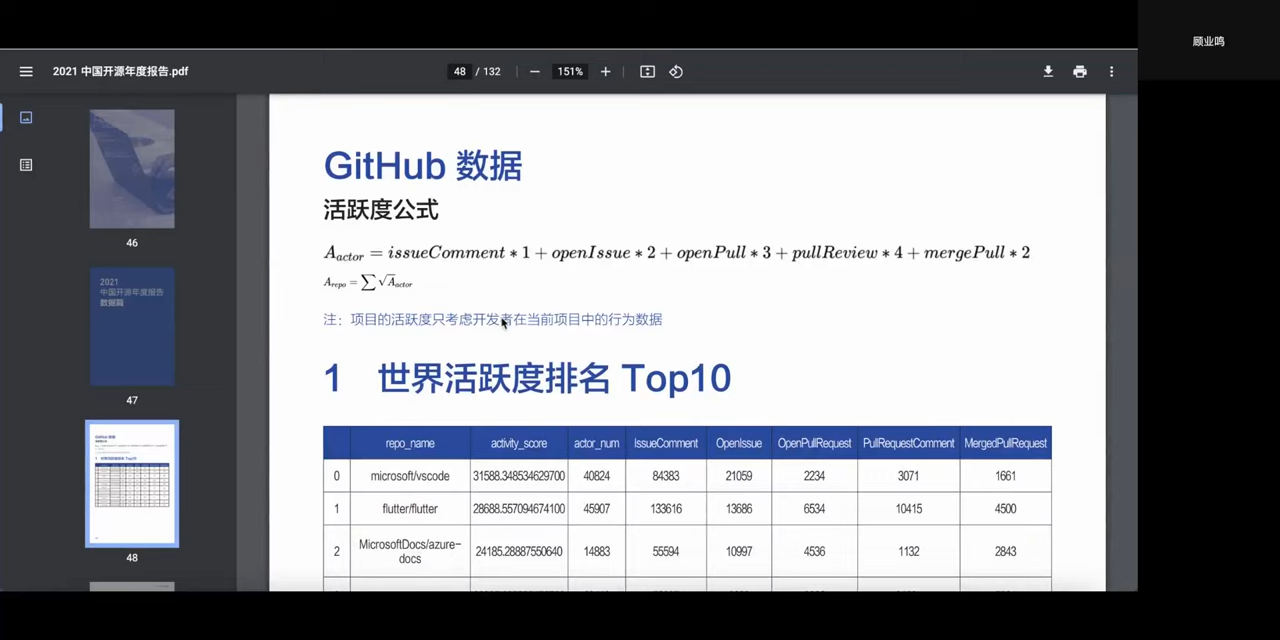 顾业鸣
2021 中国开源年度报告.pdf
48 / 132
151%
46
2021
中国开源年度报告
数据篇
47
48
GitHub 数据
活跃度公式
A_actor = issueComment * 1 + openIssue * 2 + openPull * 3 + pullReview * 4 + mergePull * 2
A_repo = ∑ √A_actor
注：项目的活跃度只考虑开发者在当前项目中的行为数据
1 世界活跃度排名 Top10
repo_name activity_score actor_num IssueComment OpenIssue OpenPullRequest PullRequestComment MergedPullRequest
0 microsoft/vscode 31588.348534629700 40824 84383 21059 2234 3071 1661
1 flutter/flutter 28688.557094674100 45907 133616 13686 6534 10415 4500
2 MicrosoftDocs/azure-docs 24185.28887550640 14883 55594 10997 4536 1132 2843